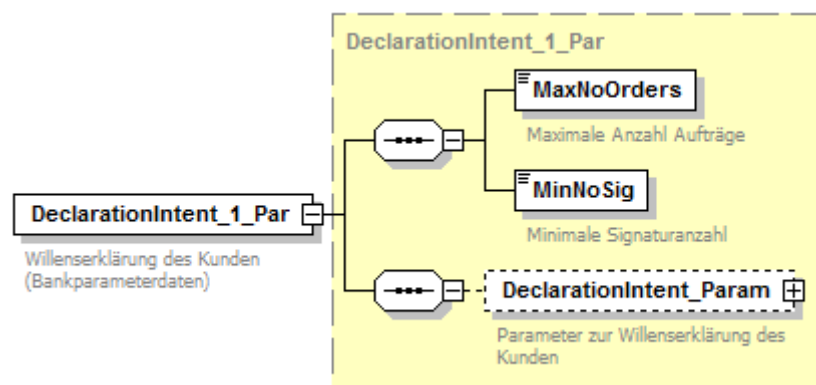 DeclarationIntent_1_Par
MaxNoOrders
Maximale Anzahl Aufträge
MinNoSig
Minimale Signaturanzahl
DeclarationIntent_1_Par
Willenserklärung des Kunden
(Bankparameterdaten)
DeclarationIntent_Param
Parameter zur Willenserklärung des
Kunden